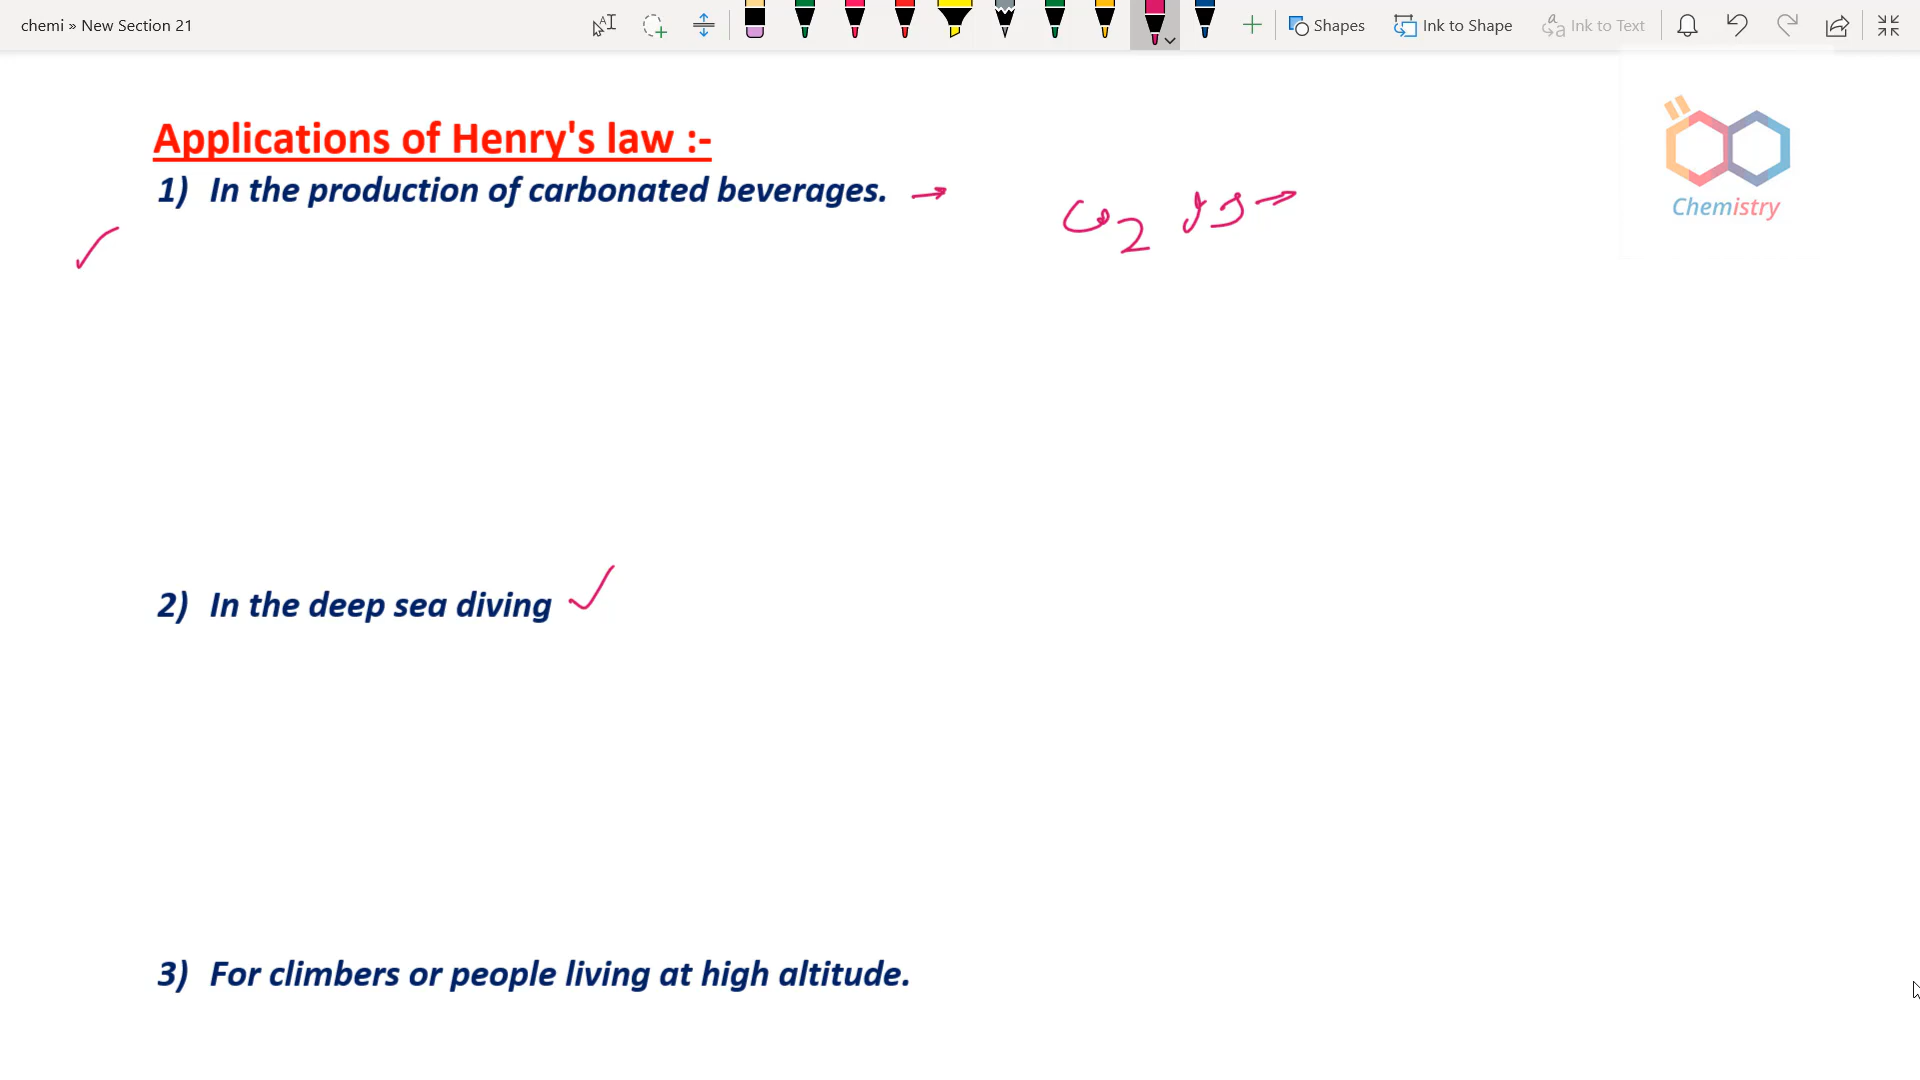 chemi » New Section 21
Shapes
Ink to Shape
Ink to Text
Applications of Henry's law :-
1) In the production of carbonated beverages. →
CO2
Chemistry
2) In the deep sea diving
3) For climbers or people living at high altitude.